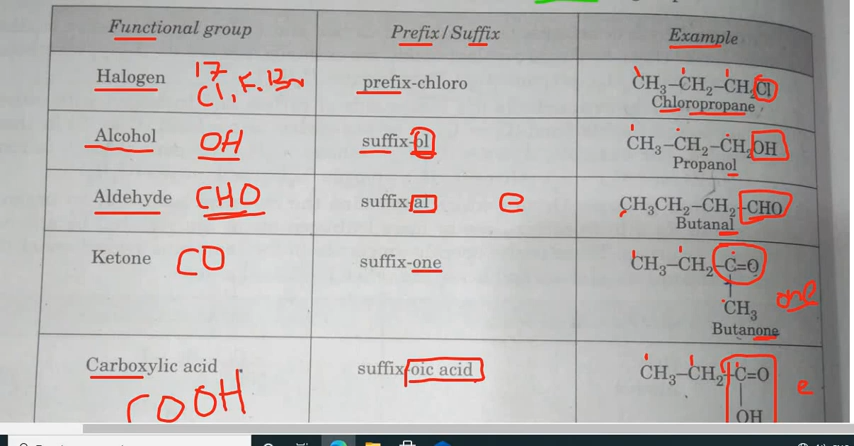 Functional group Prefix/Suffix Example
Halogen 17 prefix-chloro CH₃–CH₂–CH₂Cl
Cl, F, Br Chloropropane
Alcohol OH suffix-ol CH₃–CH₂–CH₂OH
Propanol
Aldehyde CHO suffix-al e CH₃CH₂–CH₂–CHO
Butanal
Ketone CO suffix-one CH₃–CH₂–C=O
one
CH₃
Butanone
Carboxylic acid suffix-oic acid CH₃–CH₂–C=O
COOH e
OH